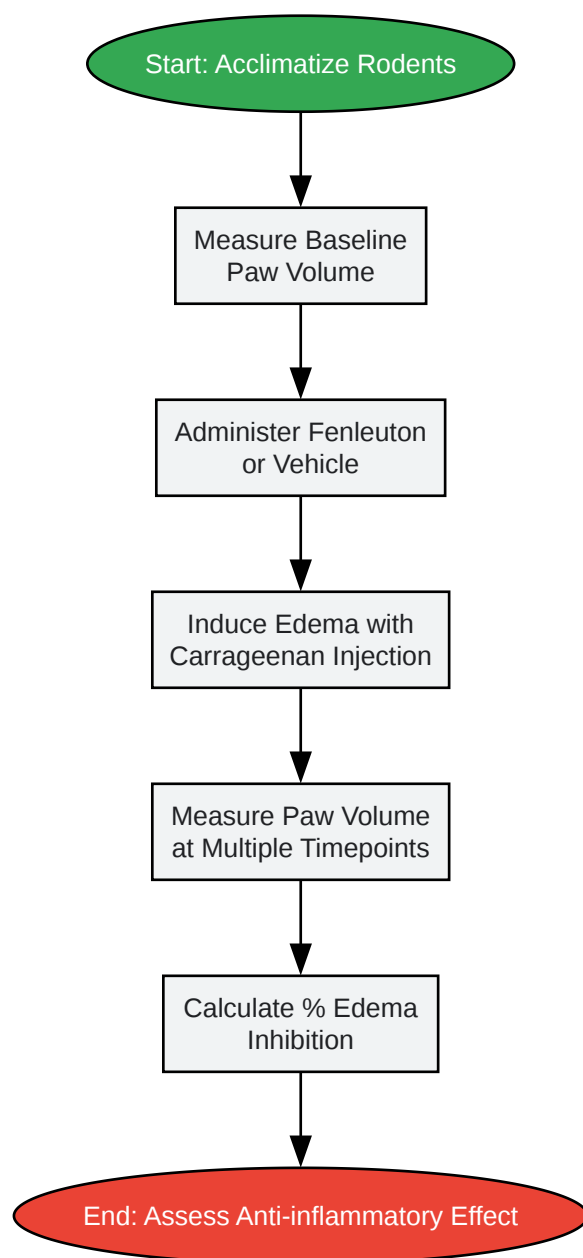 Start: Acclimatize Rodents
Measure Baseline
Paw Volume
Administer Fenleuton
or Vehicle
Induce Edema with
Carrageenan Injection
Measure Paw Volume
at Multiple Timepoints
Calculate % Edema
Inhibition
End: Assess Anti-inflammatory Effect